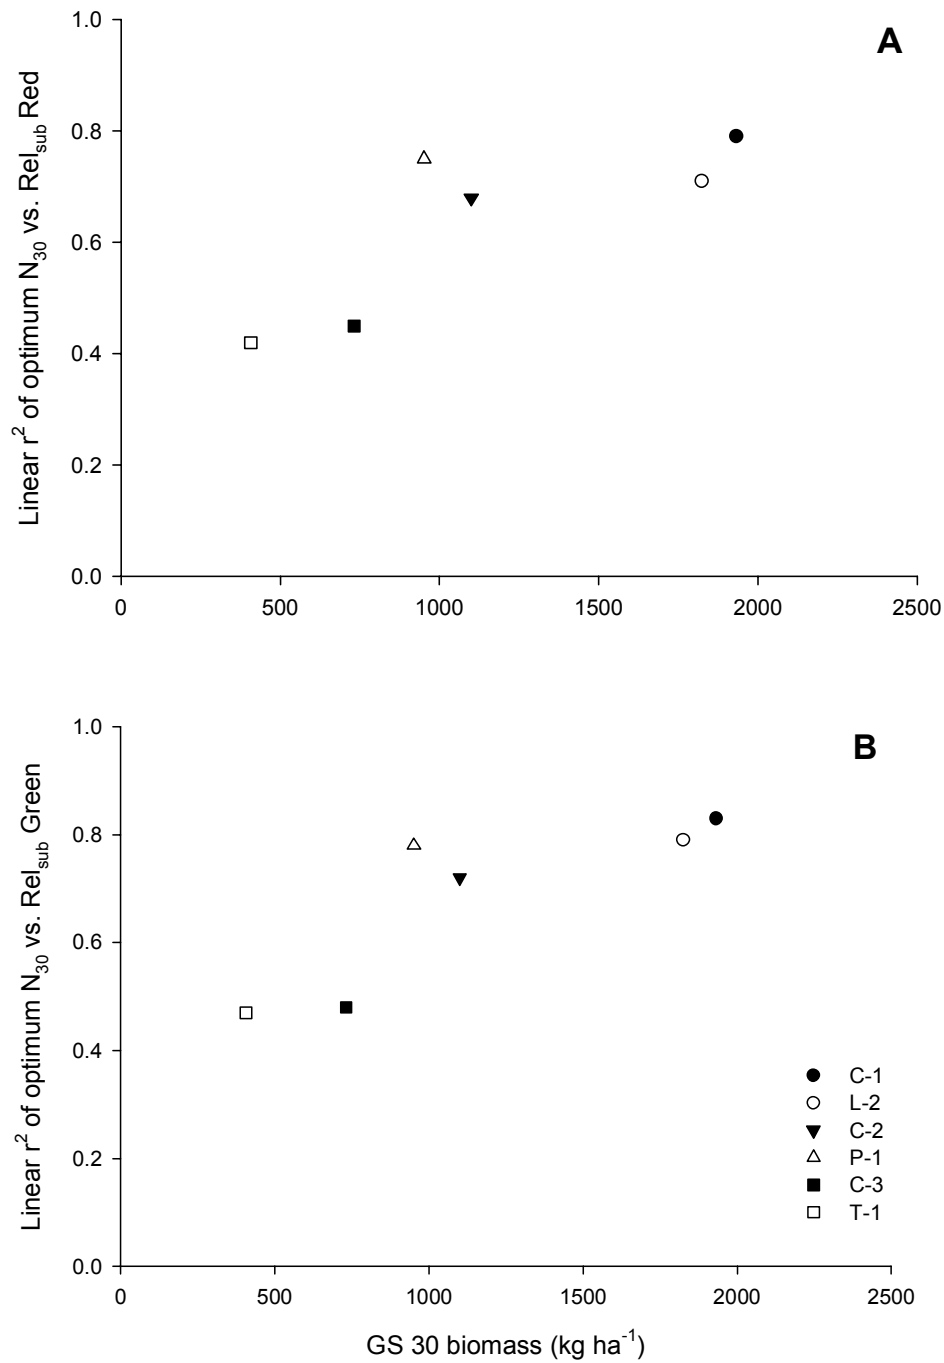 A
Linear r² of optimum N₃₀ vs. Rel_sub Red
1.0
0.8
0.6
0.4
0.2
0.0
0 500 1000 1500 2000 2500
B
Linear r² of optimum N₃₀ vs. Rel_sub Green
1.0
0.8
0.6
0.4
0.2
0.0
C-1
L-2
C-2
P-1
C-3
T-1
0 500 1000 1500 2000 2500
GS 30 biomass (kg ha⁻¹)